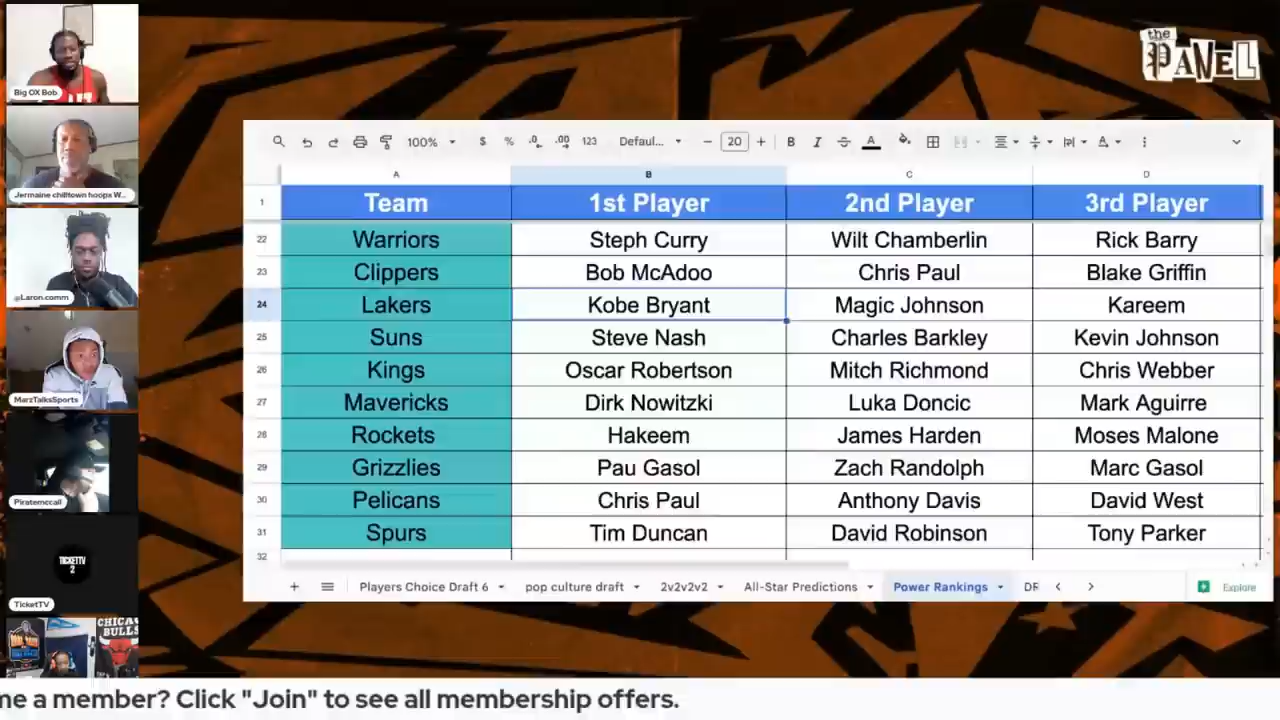 the
PANEL
Big OX Bob
Jermaine chilltown hoops W...
@Laron.comm
MarzTalksSports
Piratemccall
TICKETTV
2
TicketTV
CHICAGO
BULLS
100%
$
%
.0
.00
123
Defaul...
20
B
I
A
A
B
C
D
1 Team 1st Player 2nd Player 3rd Player
22 Warriors Steph Curry Wilt Chamberlin Rick Barry
23 Clippers Bob McAdoo Chris Paul Blake Griffin
24 Lakers Kobe Bryant Magic Johnson Kareem
25 Suns Steve Nash Charles Barkley Kevin Johnson
26 Kings Oscar Robertson Mitch Richmond Chris Webber
27 Mavericks Dirk Nowitzki Luka Doncic Mark Aguirre
28 Rockets Hakeem James Harden Moses Malone
29 Grizzlies Pau Gasol Zach Randolph Marc Gasol
30 Pelicans Chris Paul Anthony Davis David West
31 Spurs Tim Duncan David Robinson Tony Parker
32
Players Choice Draft 6 pop culture draft 2v2v2v2 All-Star Predictions Power Rankings DR Explore
me a member? Click "Join" to see all membership offers.